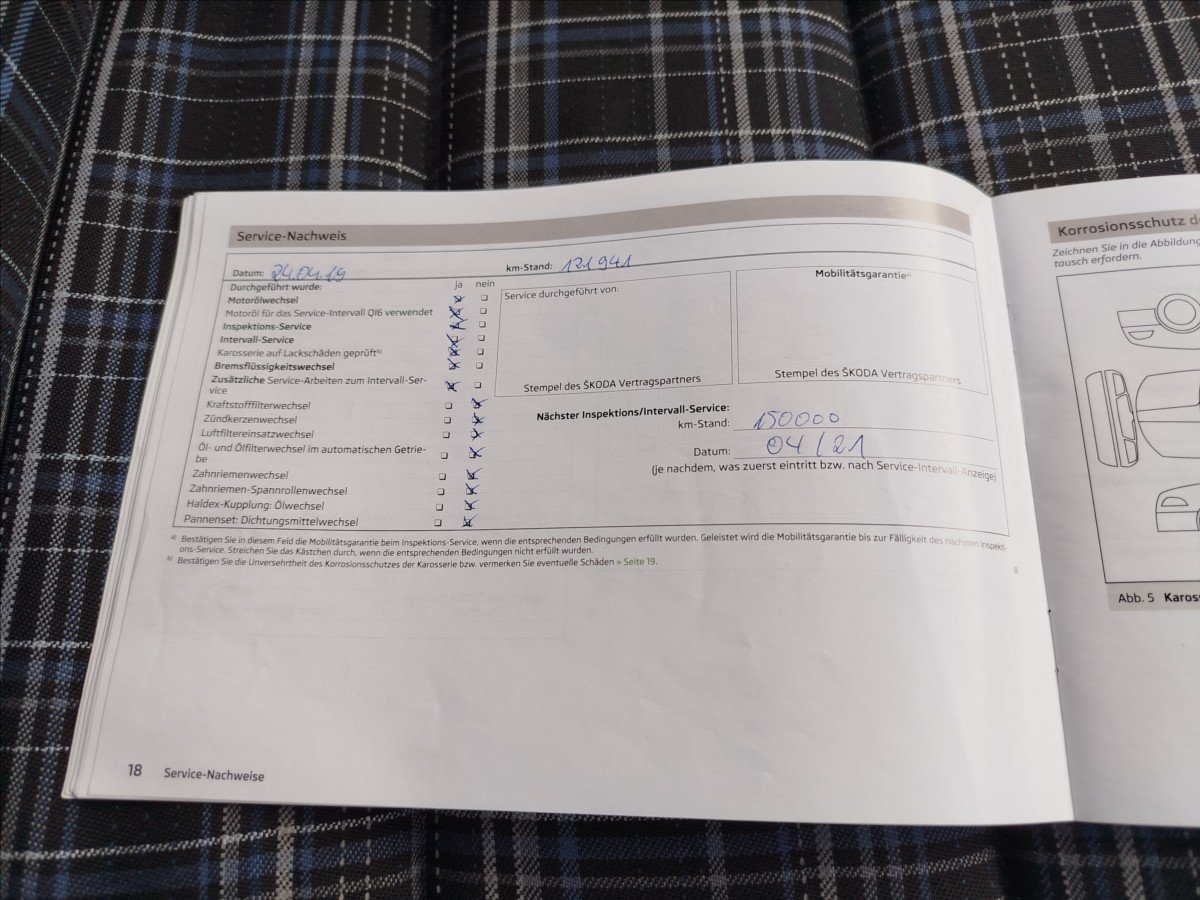 Service-Nachweis
Datum: 24.04.19 km-Stand: 121941
Durchgeführt wurde: ja nein
Motorölwechsel
Motoröl für das Service-Intervall QI6 verwendet
Inspektions-Service
Intervall-Service
Karosserie auf Lackschäden geprüft b)
Bremsflüssigkeitswechsel
Zusätzliche Service-Arbeiten zum Intervall-Ser-
vice
Kraftstofffilterwechsel
Zündkerzenwechsel
Luftfiltereinsatzwechsel
Öl- und Ölfilterwechsel im automatischen Getrie-
be
Zahnriemenwechsel
Zahnriemen-Spannrollenwechsel
Haldex-Kupplung: Ölwechsel
Pannenset: Dichtungsmittelwechsel
Service durchgeführt von:
Stempel des ŠKODA Vertragspartners
Mobilitätsgarantie a)
Stempel des ŠKODA Vertragspartners
Nächster Inspektions/Intervall-Service:
km-Stand: 150000
Datum: 04/21
(je nachdem, was zuerst eintritt bzw. nach Service-Intervall-Anzeige)
a) Bestätigen Sie in diesem Feld die Mobilitätsgarantie beim Inspektions-Service, wenn die entsprechenden Bedingungen erfüllt wurden. Geleistet wird die Mobilitätsgarantie bis zur Fälligkeit des nächsten Inspekti-
ons-Service. Streichen Sie das Kästchen durch, wenn die entsprechenden Bedingungen nicht erfüllt wurden.
b) Bestätigen Sie die Unversehrtheit des Korrosionsschutzes der Karosserie bzw. vermerken Sie eventuelle Schäden » Seite 19.
18 Service-Nachweise
Korrosionsschutz
Zeichnen Sie in die Abbildung
tausch erfordern.
Abb. 5